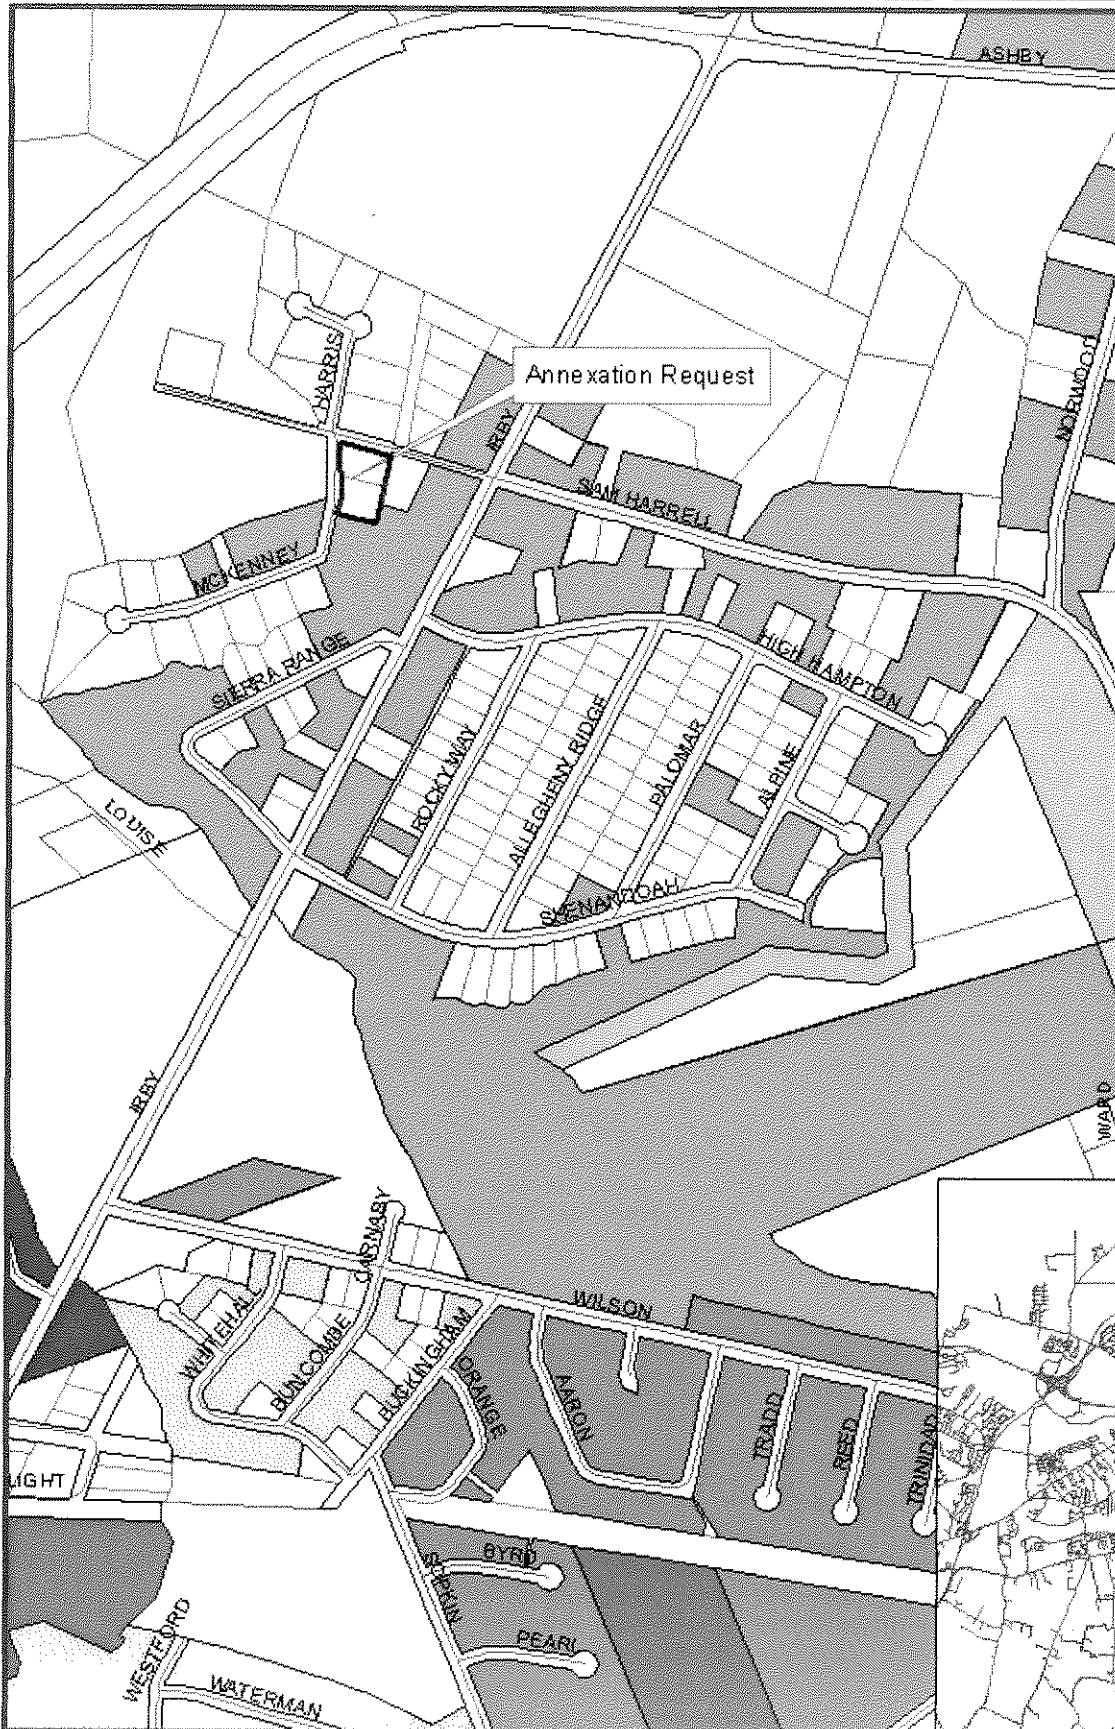 ASHBY
HARRIS
Annexation Request
IRBY
NORWOOD
SAM HARRELL
MCKENNEY
SIERRA RANGE
HIGH HAMPTON
ROCKY WAY
ALLEGHENY RIDGE
PALOMAR
ALPINE
LOUISE
SHENANDOAH
IRBY
WARD
CARNABY
WILSON
WHITEHALL
BUNCOMBE
BUCKINGHAM
ORANGE
AARON
TRADD
REED
TRINIDAD
LIGHT
BYRD
PEARL
WESTFORD
WATERMAN